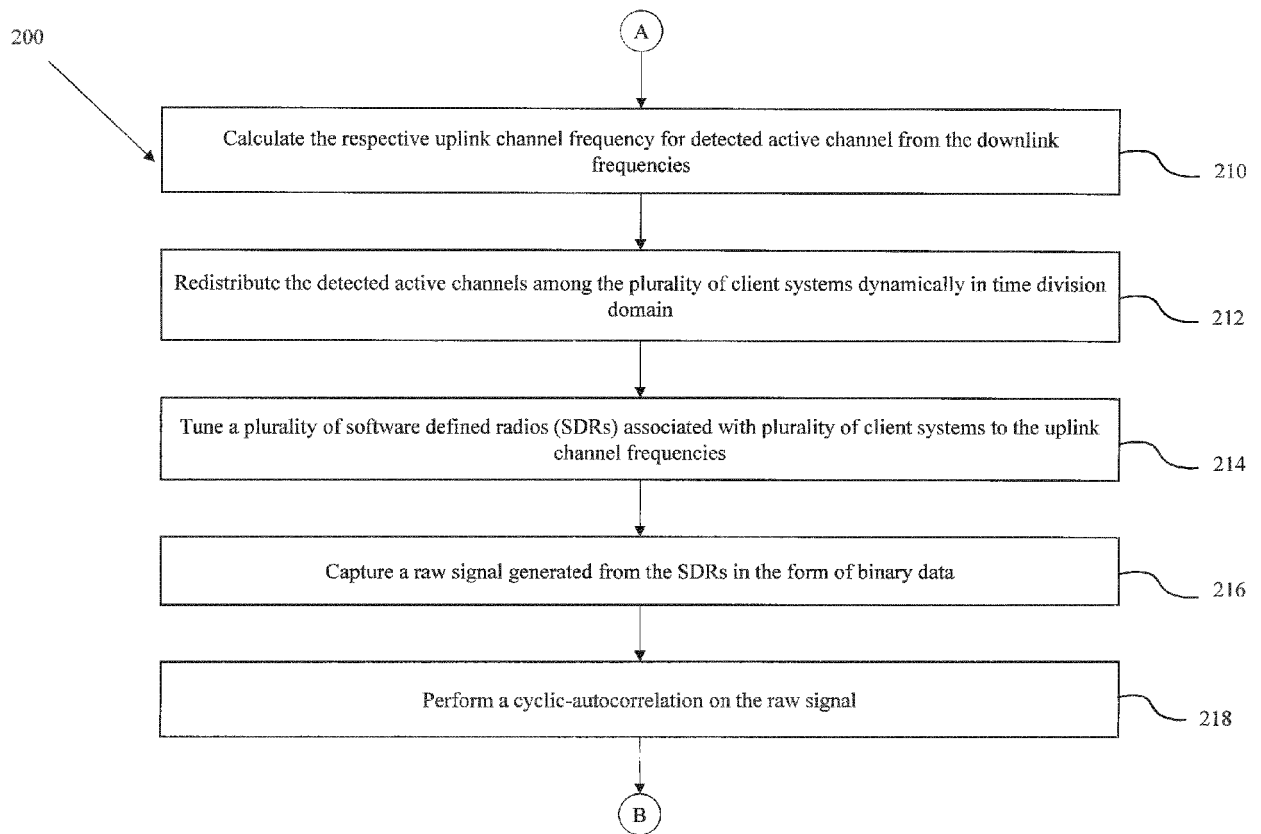 A
200
Calculate the respective uplink channel frequency for detected active channel from the downlink
frequencies
210
Redistribute the detected active channels among the plurality of client systems dynamically in time division
domain
212
Tune a plurality of software defined radios (SDRs) associated with plurality of client systems to the uplink
channel frequencies
214
Capture a raw signal generated from the SDRs in the form of binary data
216
Perform a cyclic-autocorrelation on the raw signal
218
B